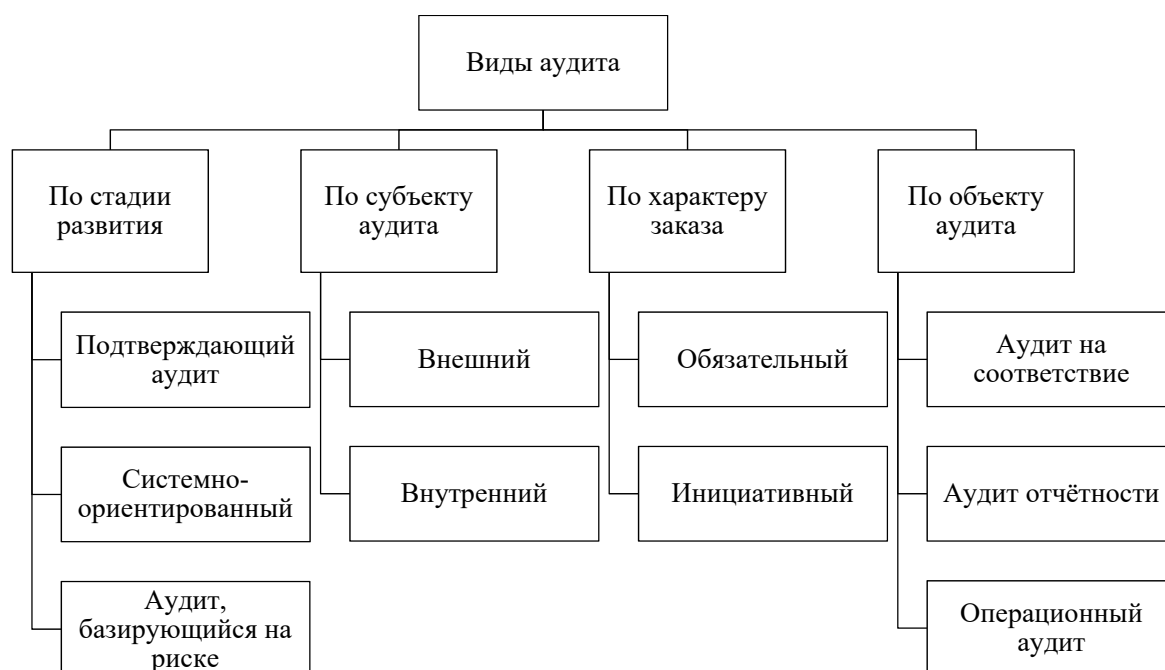 Виды аудита
По стадии
развития
По субъекту
аудита
По характеру
заказа
По объекту
аудита
Подтверждающий
аудит
Внешний
Обязательный
Аудит на
соответствие
Системно-
ориентированный
Внутренний
Инициативный
Аудит отчётности
Аудит,
базирующийся на
риске
Операционный
аудит